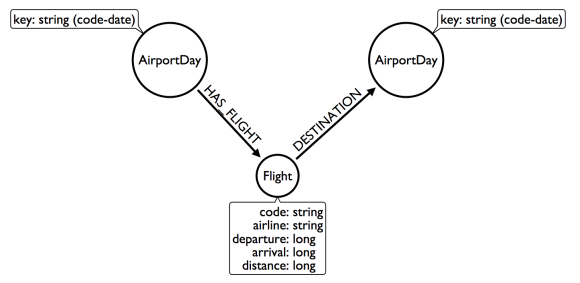 key: string (code-date)
key: string (code-date)
AirportDay
AirportDay
HAS_FLIGHT
DESTINATION
Flight
code: string
airline: string
departure: long
arrival: long
distance: long